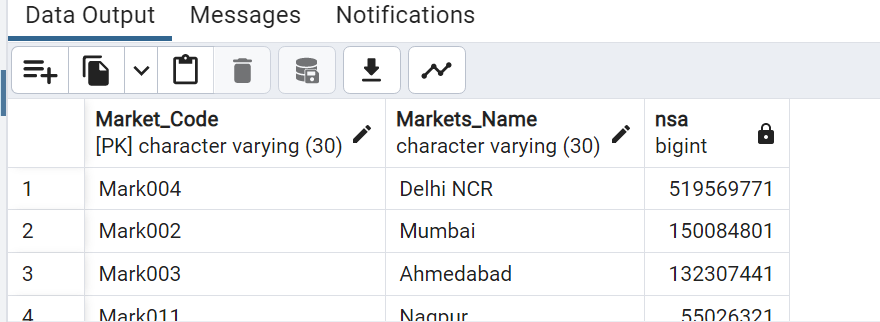 Data Output Messages Notifications
Market_Code Markets_Name nsa
[PK] character varying (30) character varying (30) bigint
1 Mark004 Delhi NCR 519569771
2 Mark002 Mumbai 150084801
3 Mark003 Ahmedabad 132307441
4 Mark011 Nagpur 55026321